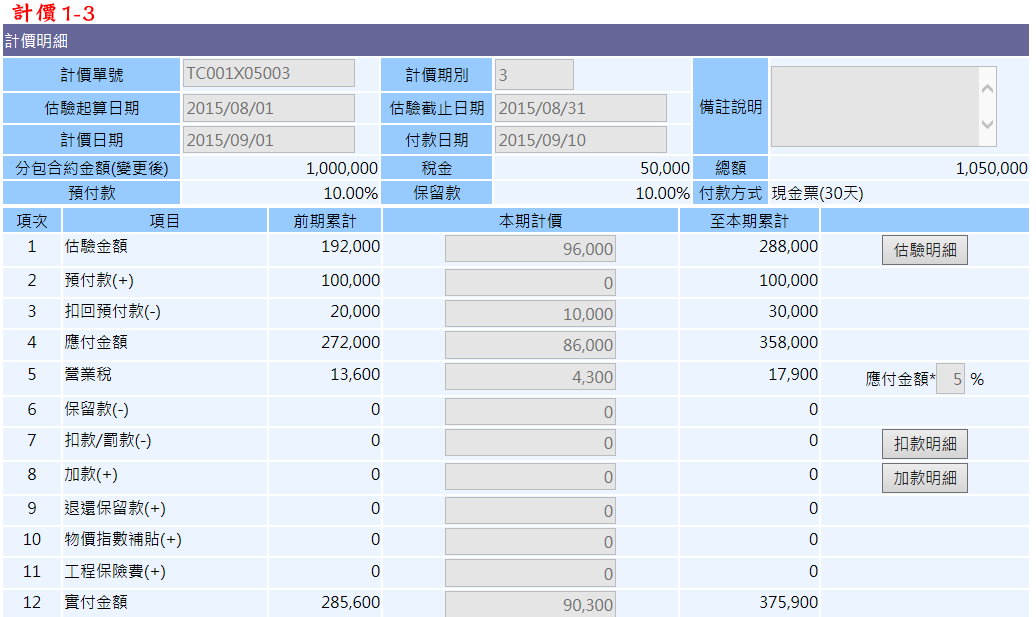 計價1-3
計價明細
計價單號 TC001X05003 計價期別 3 備註說明
估驗起算日期 2015/08/01 估驗截止日期 2015/08/31
計價日期 2015/09/01 付款日期 2015/09/10
分包合約金額(變更後) 1,000,000 稅金 50,000 總額 1,050,000
預付款 10.00% 保留款 10.00% 付款方式 現金票(30天)
項次 項目 前期累計 本期計價 至本期累計
1 估驗金額 192,000 96,000 288,000 估驗明細
2 預付款(+) 100,000 0 100,000
3 扣回預付款(-) 20,000 10,000 30,000
4 應付金額 272,000 86,000 358,000
5 營業稅 13,600 4,300 17,900 應付金額* 5 %
6 保留款(-) 0 0 0
7 扣款/罰款(-) 0 0 0 扣款明細
8 加款(+) 0 0 0 加款明細
9 退還保留款(+) 0 0 0
10 物價指數補貼(+) 0 0 0
11 工程保險費(+) 0 0 0
12 實付金額 285,600 90,300 375,900